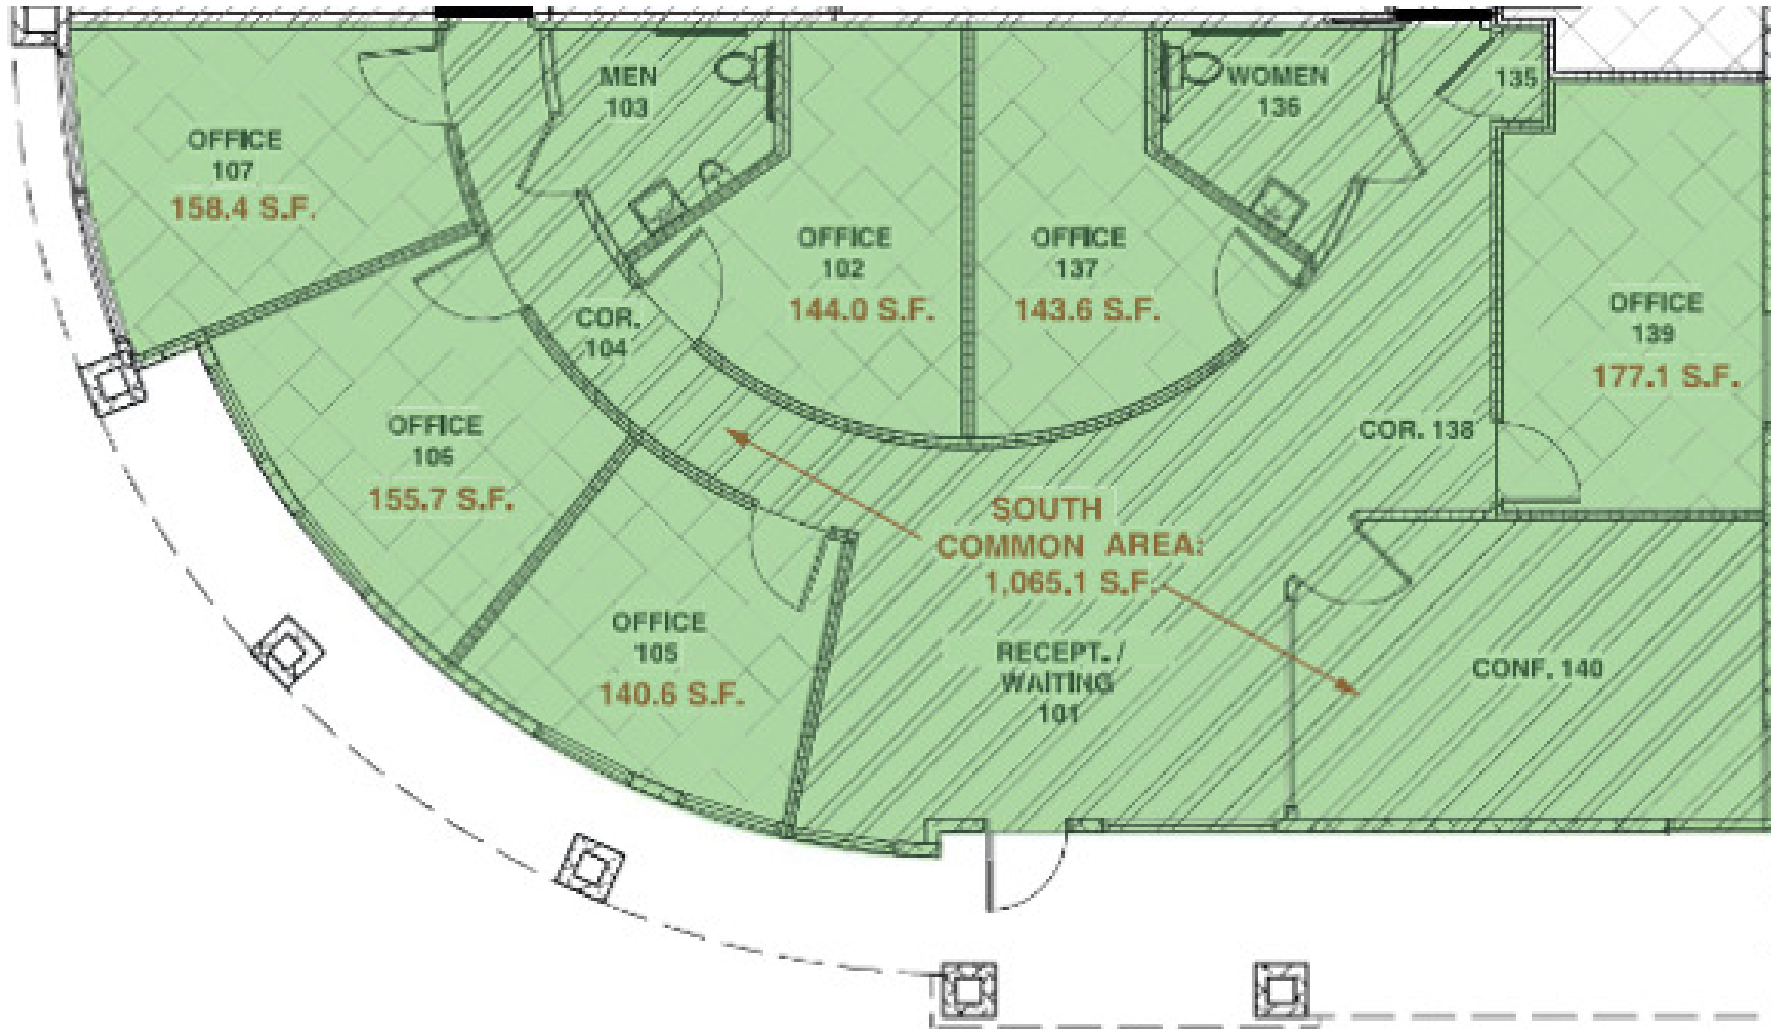 MEN
103
WOMEN
136
135
OFFICE
107
158.4 S.F.
OFFICE
102
144.0 S.F.
OFFICE
137
143.6 S.F.
OFFICE
139
177.1 S.F.
COR.
104
OFFICE
106
155.7 S.F.
COR. 138
SOUTH
COMMON AREA:
1,065.1 S.F.
OFFICE
105
140.6 S.F.
RECEPT. /
WAITING
101
CONF. 140